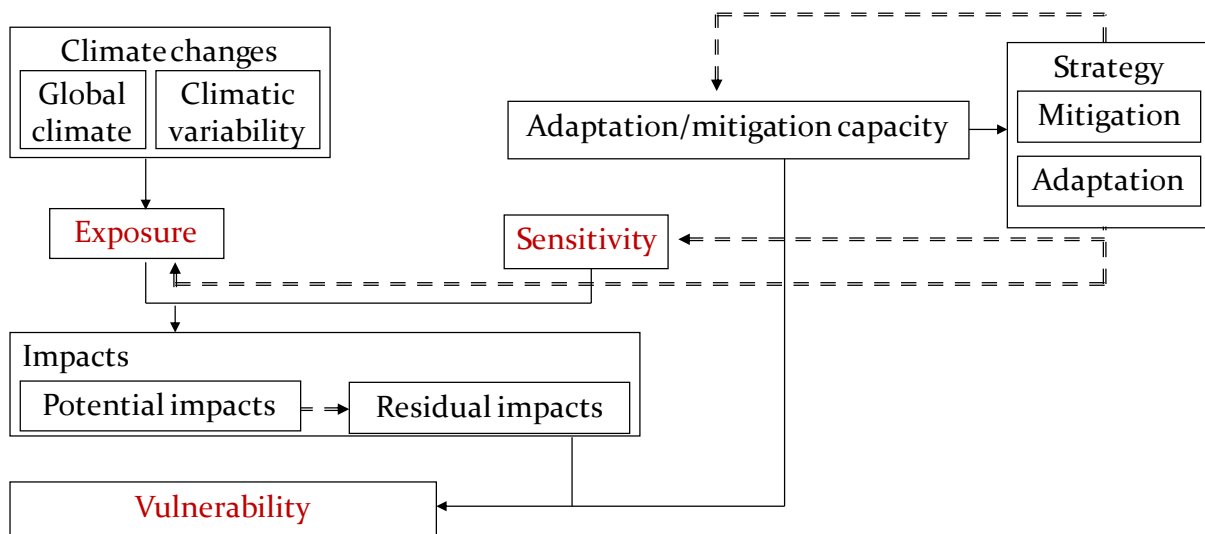 Climate changes
Global
climate
Climatic
variability
Strategy
Mitigation
Adaptation
Adaptation/mitigation capacity
Exposure
Sensitivity
Impacts
Potential impacts
Residual impacts
Vulnerability